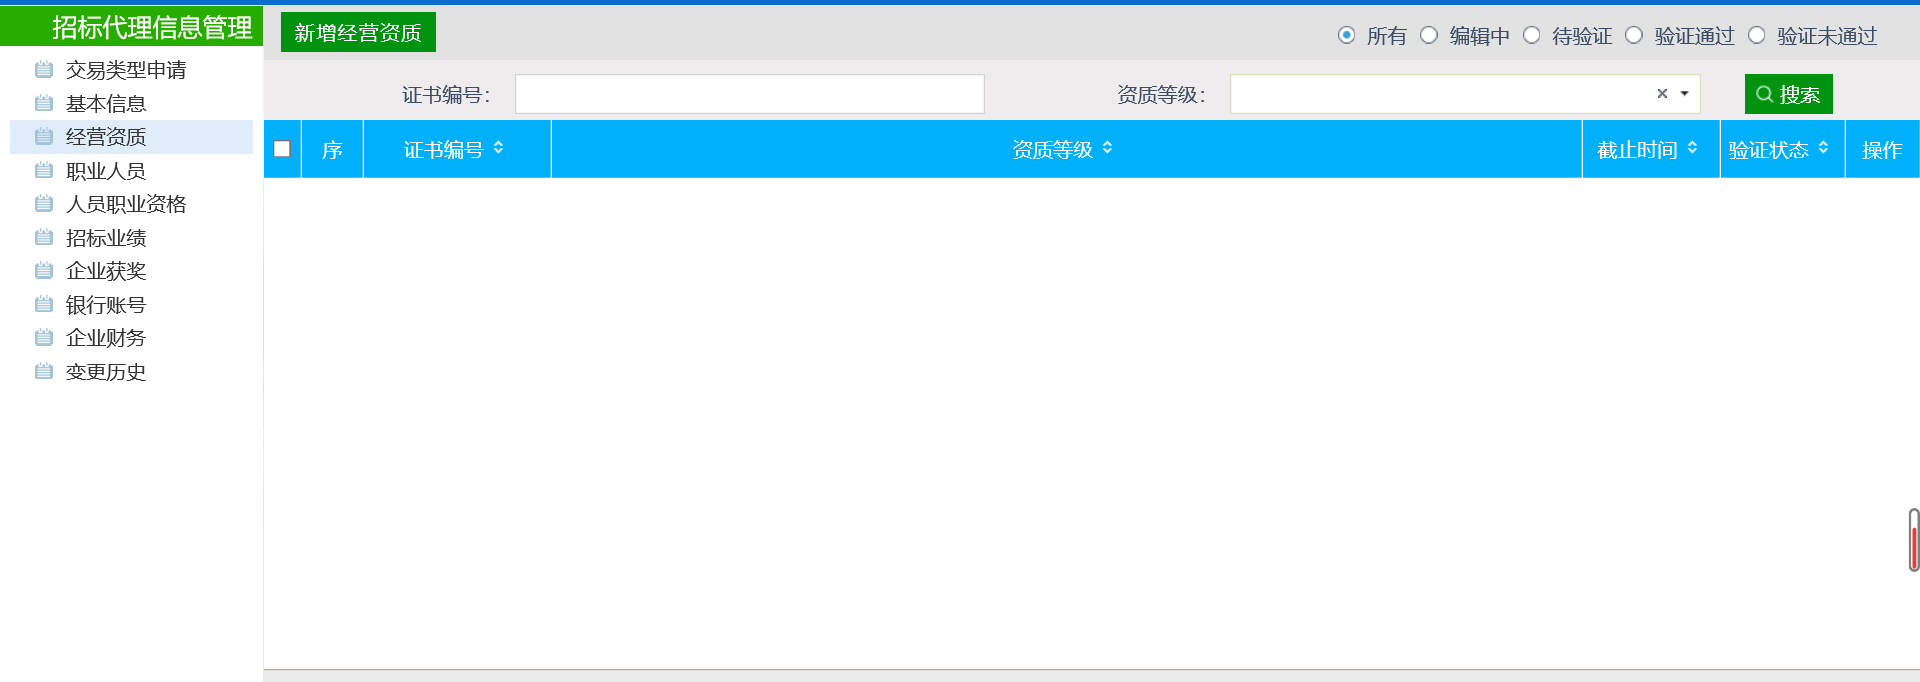 招标代理信息管理
交易类型申请
基本信息
经营资质
职业人员
人员职业资格
招标业绩
企业获奖
银行账号
企业财务
变更历史
新增经营资质
所有 编辑中 待验证 验证通过 验证未通过
证书编号： 资质等级： 搜索
序 证书编号 资质等级 截止时间 验证状态 操作